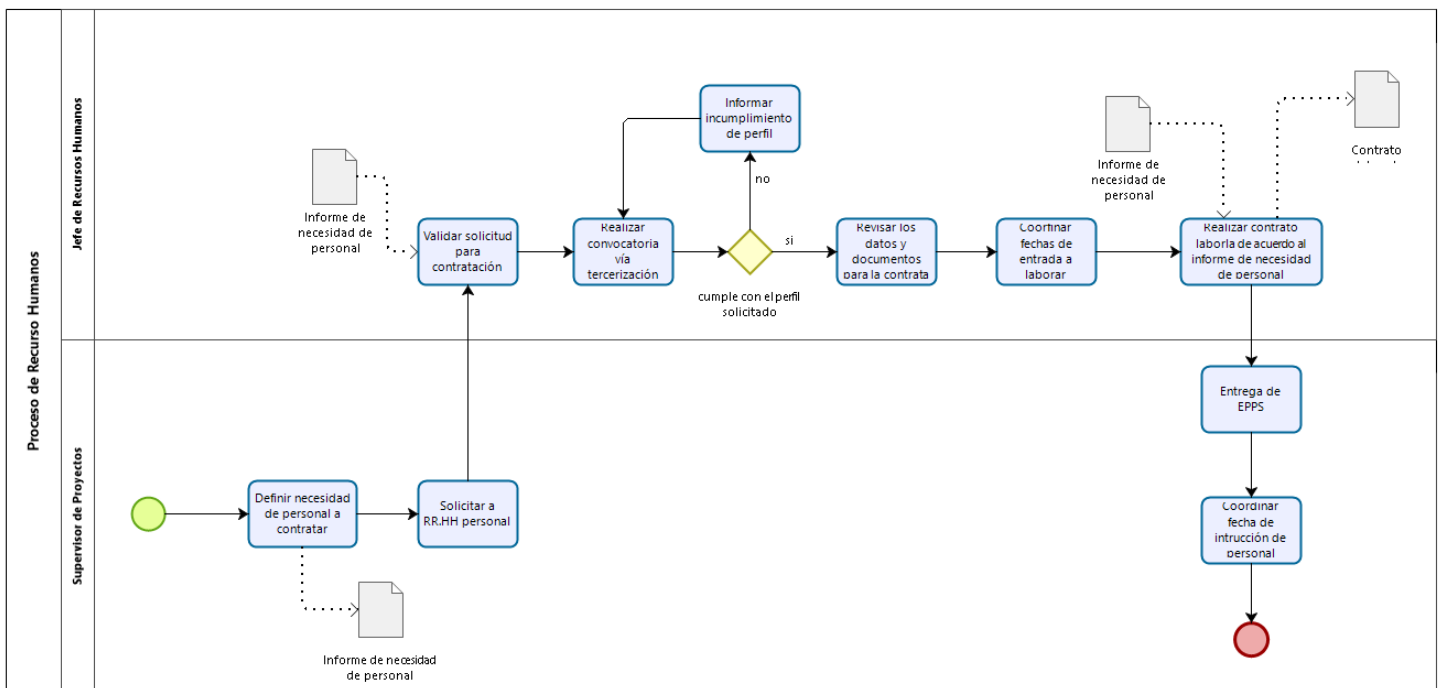 Proceso de Recurso Humanos
Jefe de Recursos Humanos
Informar
incumplimiento
de perfil
no
Informe de
necesidad de
personal
Validar solicitud
para
contratación
Realizar
convocatoria
vía
tercerización
si
cumple con el perfil
solicitado
Revisar los
datos y
documentos
para la contrata
Coordinar
fechas de
entrada a
laborar
Informe de
necesidad de
personal
Realizar contrato
laborla de acuerdo al
informe de necesidad
de personal
Contrato
Supervisor de Proyectos
Definir necesidad
de personal a
contratar
Solicitar a
RR.HH personal
Informe de necesidad
de personal
Entrega de
EPPS
Coordinar
fecha de
intrucción de
personal